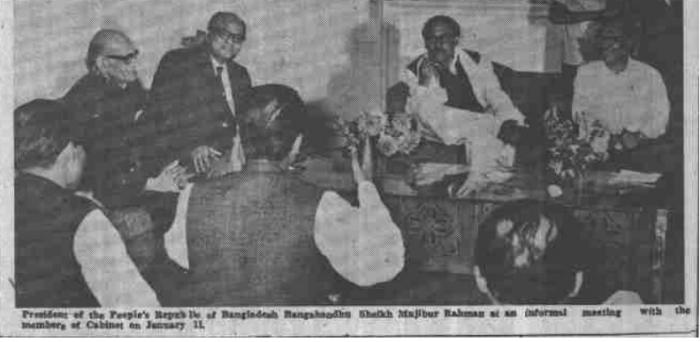 President of the People's Republic of Bangladesh Bangabandhu Sheikh Mujibur Rahman at an informal meeting with the
members of Cabinet on January 11.